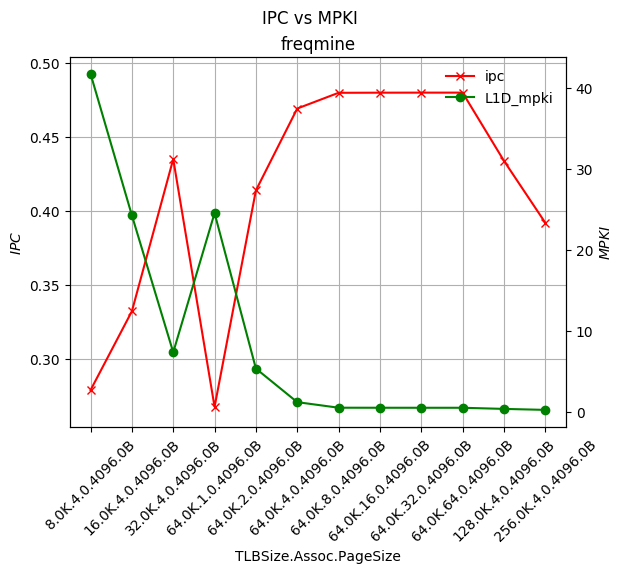 IPC vs MPKI
freqmine
ipc
L1D_mpki
0.50
0.45
0.40
0.35
0.30
IPC
40
30
20
10
0
MPKI
8.0K.4.0.4096.0B
16.0K.4.0.4096.0B
32.0K.4.0.4096.0B
64.0K.1.0.4096.0B
64.0K.2.0.4096.0B
64.0K.4.0.4096.0B
64.0K.8.0.4096.0B
64.0K.16.0.4096.0B
64.0K.32.0.4096.0B
64.0K.64.0.4096.0B
128.0K.4.0.4096.0B
256.0K.4.0.4096.0B
TLBSize.Assoc.PageSize